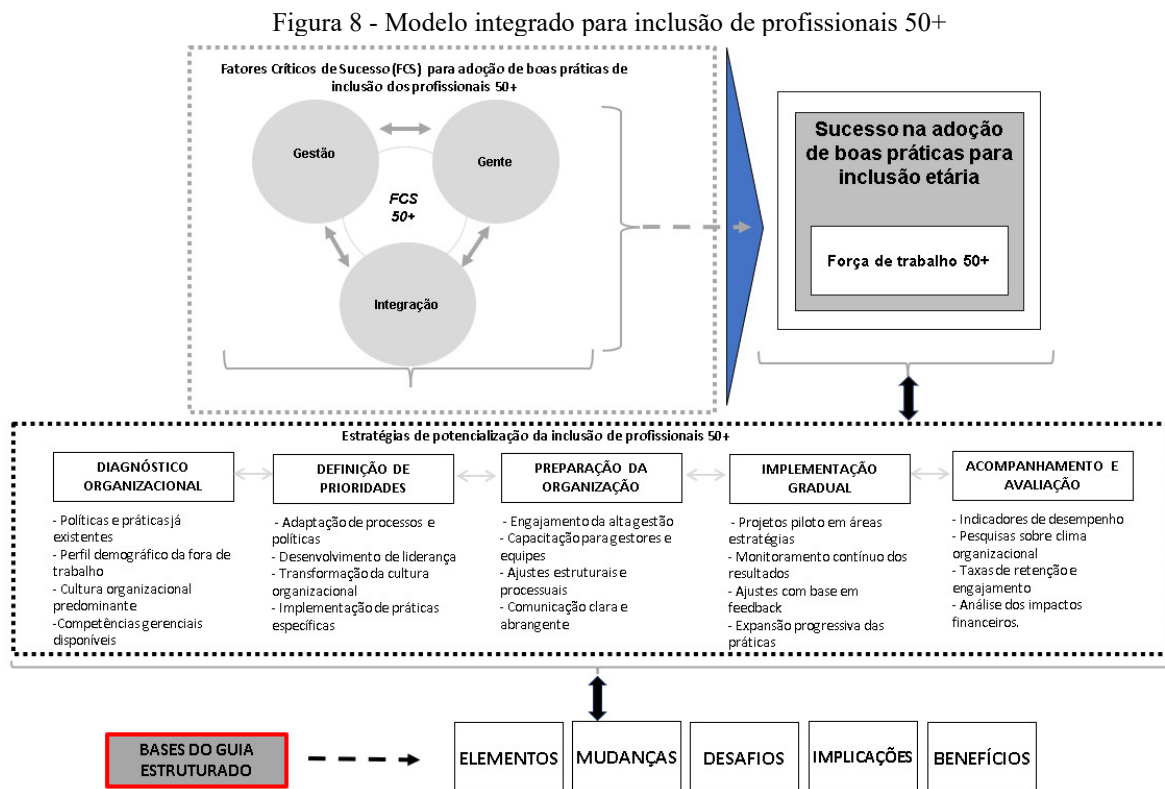 Figura 8 - Modelo integrado para inclusão de profissionais 50+
Fatores Críticos de Sucesso (FCS) para adoção de boas práticas de
inclusão dos profissionais 50+
Gestão
Gente
FCS
50+
Integração
Sucesso na adoção
de boas práticas para
inclusão etária
Força de trabalho 50+
Estratégias de potencialização da inclusão de profissionais 50+
DIAGNÓSTICO
ORGANIZACIONAL
- Políticas e práticas já
existentes
- Perfil demográfico da fora de
trabalho
- Cultura organizacional
predominante
-Competências gerenciais
disponíveis
DEFINIÇÃO DE
PRIORIDADES
- Adaptação de processos e
políticas
- Desenvolvimento de liderança
- Transformação da cultura
organizacional
- Implementação de práticas
específicas
PREPARAÇÃO DA
ORGANIZAÇÃO
- Engajamento da alta gestão
- Capacitação para gestores e
equipes
- Ajustes estruturais e
processuais
- Comunicação clara e
abrangente
IMPLEMENTAÇÃO
GRADUAL
- Projetos piloto em áreas
estratégias
- Monitoramento contínuo dos
resultados
- Ajustes com base em
feedback
- Expansão progressiva das
práticas
ACOMPANHAMENTO E
AVALIAÇÃO
- Indicadores de desempenho
- Pesquisas sobre clima
organizacional
- Taxas de retenção e
engajamento
- Análise dos impactos
financeiros.
BASES DO GUIA
ESTRUTURADO
ELEMENTOS
MUDANÇAS
DESAFIOS
IMPLICAÇÕES
BENEFÍCIOS